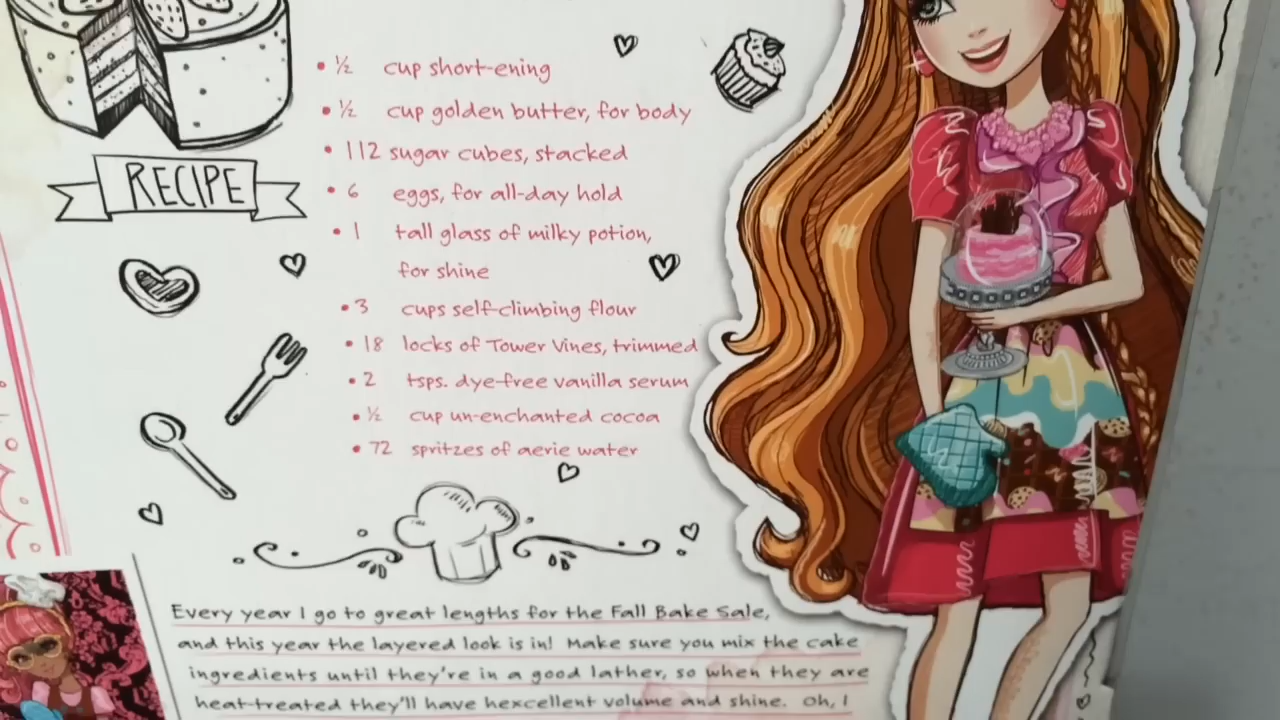 • ½ cup short-ening
• ½ cup golden butter, for body
• 112 sugar cubes, stacked
RECIPE
• 6 eggs, for all-day hold
• 1 tall glass of milky potion,
for shine
• 3 cups self-climbing flour
• 18 locks of Tower Vines, trimmed
• 2 tsps. dye-free vanilla serum
• ½ cup un-enchanted cocoa
• 72 spritzes of aerie water
Every year I go to great lengths for the Fall Bake Sale,
and this year the layered look is in! Make sure you mix the cake
ingredients until they're in a good lather, so when they are
heat-treated they'll have hexcellent volume and shine. Oh, I